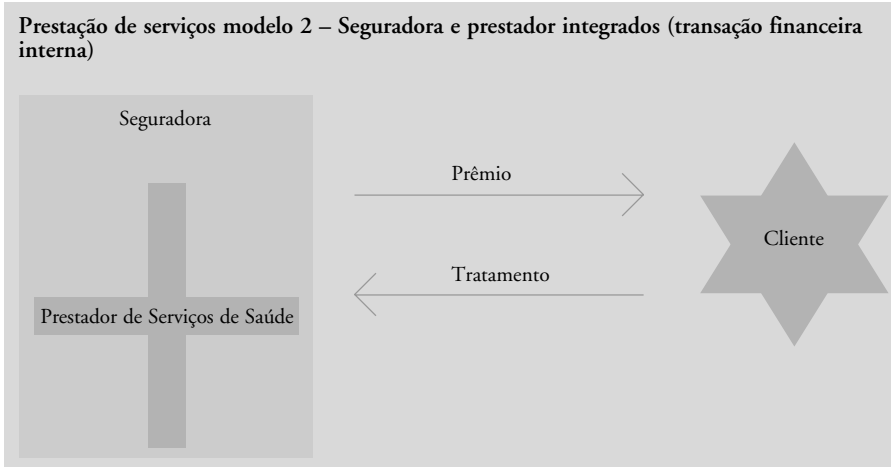 Prestação de serviços modelo 2 – Seguradora e prestador integrados (transação financeira
interna)
Seguradora
Prêmio
Cliente
Tratamento
Prestador de Serviços de Saúde